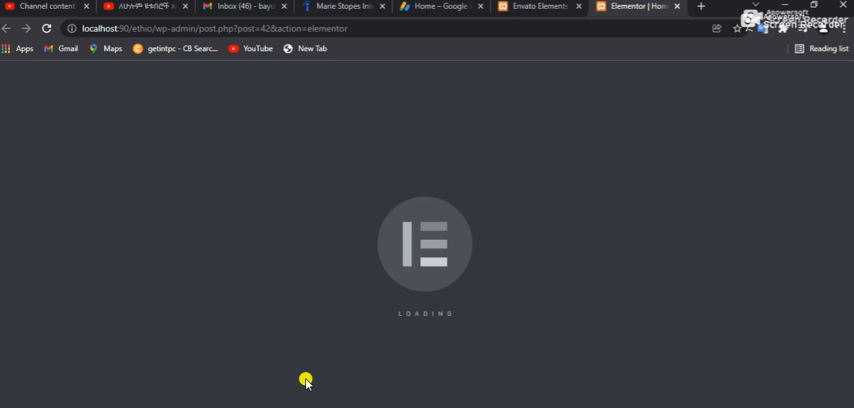 Channel content
ለሁሉም ቴ
Inbox (46) - bayu
Marie Stopes Int
Home – Google
Envato Elements
Elementor | Hom
Apowersoft
Screen Recorder
localhost:90/ethio/wp-admin/post.php?post=42&action=elementor
Apps
Gmail
Maps
getintpc - CB Searc...
YouTube
New Tab
Reading list
LOADING